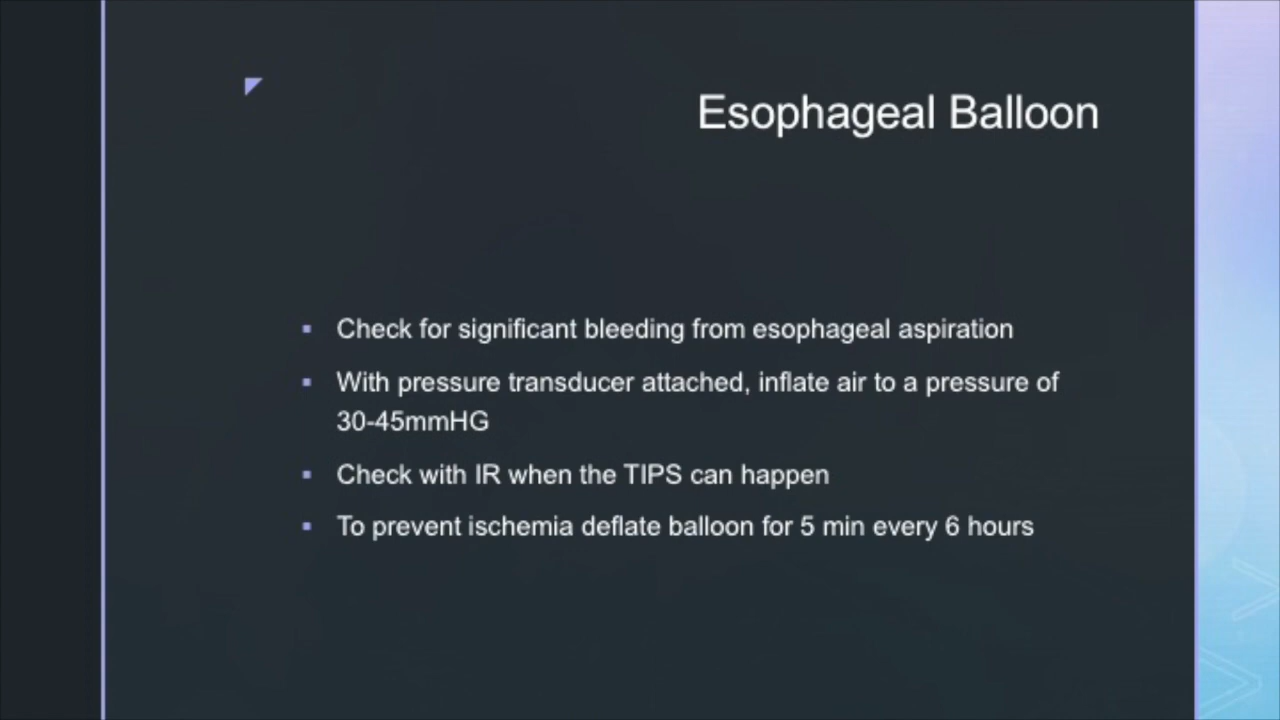 Esophageal Balloon
▪ Check for significant bleeding from esophageal aspiration
▪ With pressure transducer attached, inflate air to a pressure of
30-45mmHG
▪ Check with IR when the TIPS can happen
▪ To prevent ischemia deflate balloon for 5 min every 6 hours